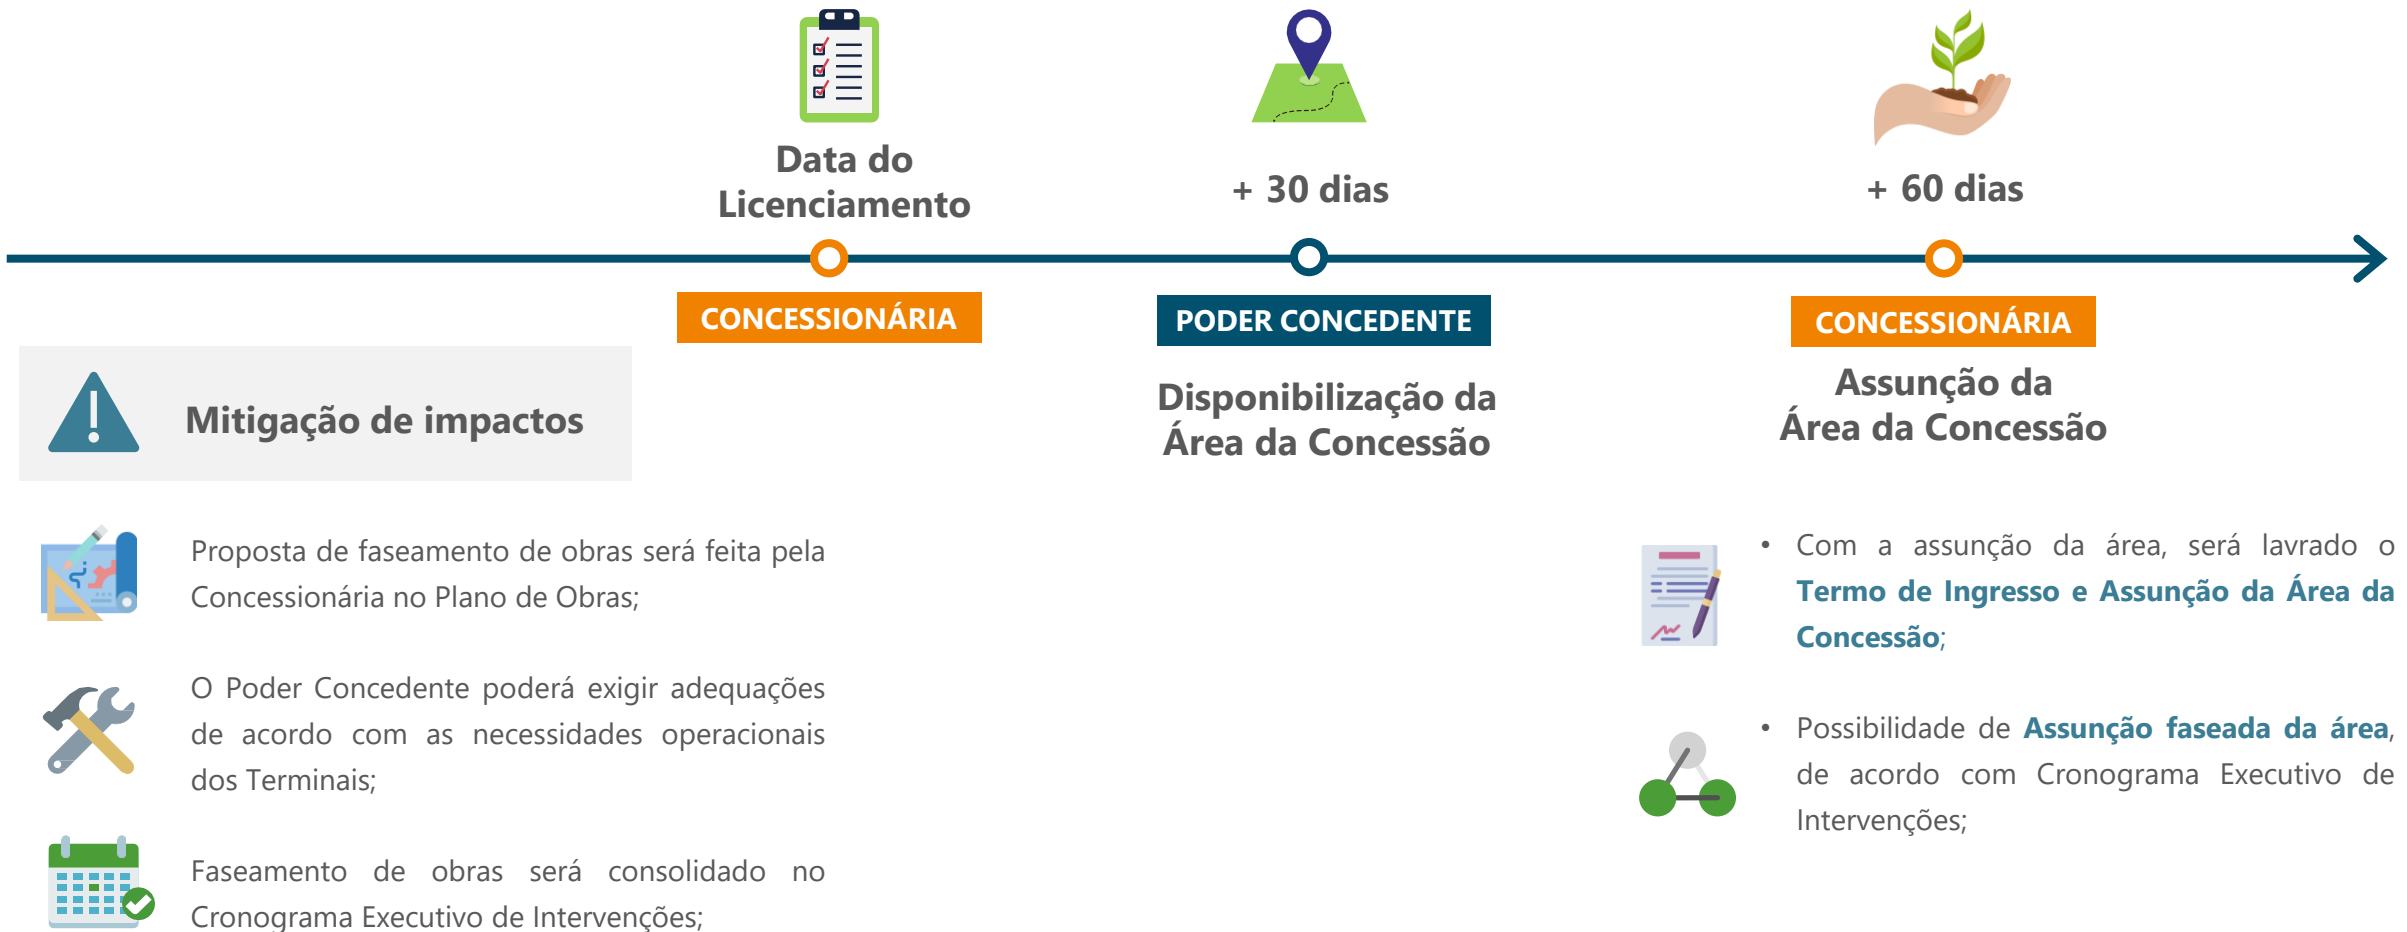 Data do
Licenciamento
+ 30 dias
+ 60 dias
CONCESSIONÁRIA
PODER CONCEDENTE
CONCESSIONÁRIA
Mitigação de impactos
Disponibilização da
Área da Concessão
Assunção da
Área da Concessão
Proposta de faseamento de obras será feita pela
Concessionária no Plano de Obras;
O Poder Concedente poderá exigir adequações
de acordo com as necessidades operacionais
dos Terminais;
Faseamento de obras será consolidado no
Cronograma Executivo de Intervenções;
• Com a assunção da área, será lavrado o
Termo de Ingresso e Assunção da Área da
Concessão;
• Possibilidade de Assunção faseada da área,
de acordo com Cronograma Executivo de
Intervenções;